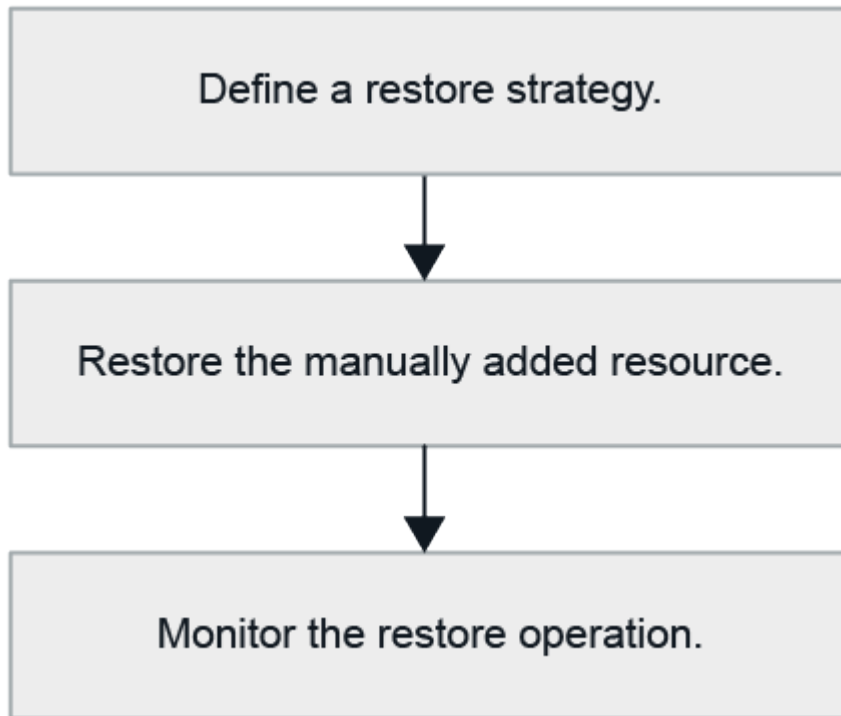 Define a restore strategy.
Restore the manually added resource.
Monitor the restore operation.